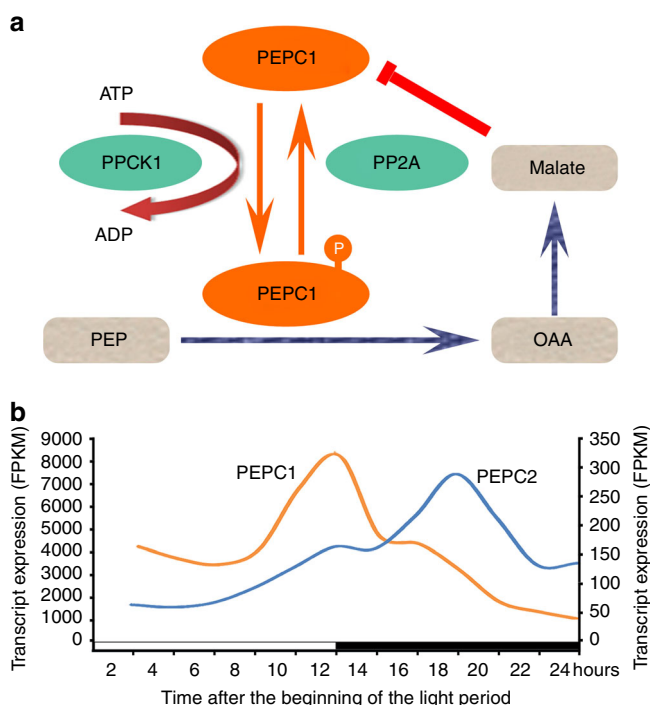 a
PEPC1
ATP
PPCK1
PP2A
Malate
ADP
P
PEPC1
PEP
OAA
b
Transcript expression (FPKM)
9000
8000
7000
6000
5000
4000
3000
2000
1000
0
PEPC1
PEPC2
350
300
250
200
150
100
50
0
Transcript expression (FPKM)
2 4 6 8 10 12 14 16 18 20 22 24 hours
Time after the beginning of the light period